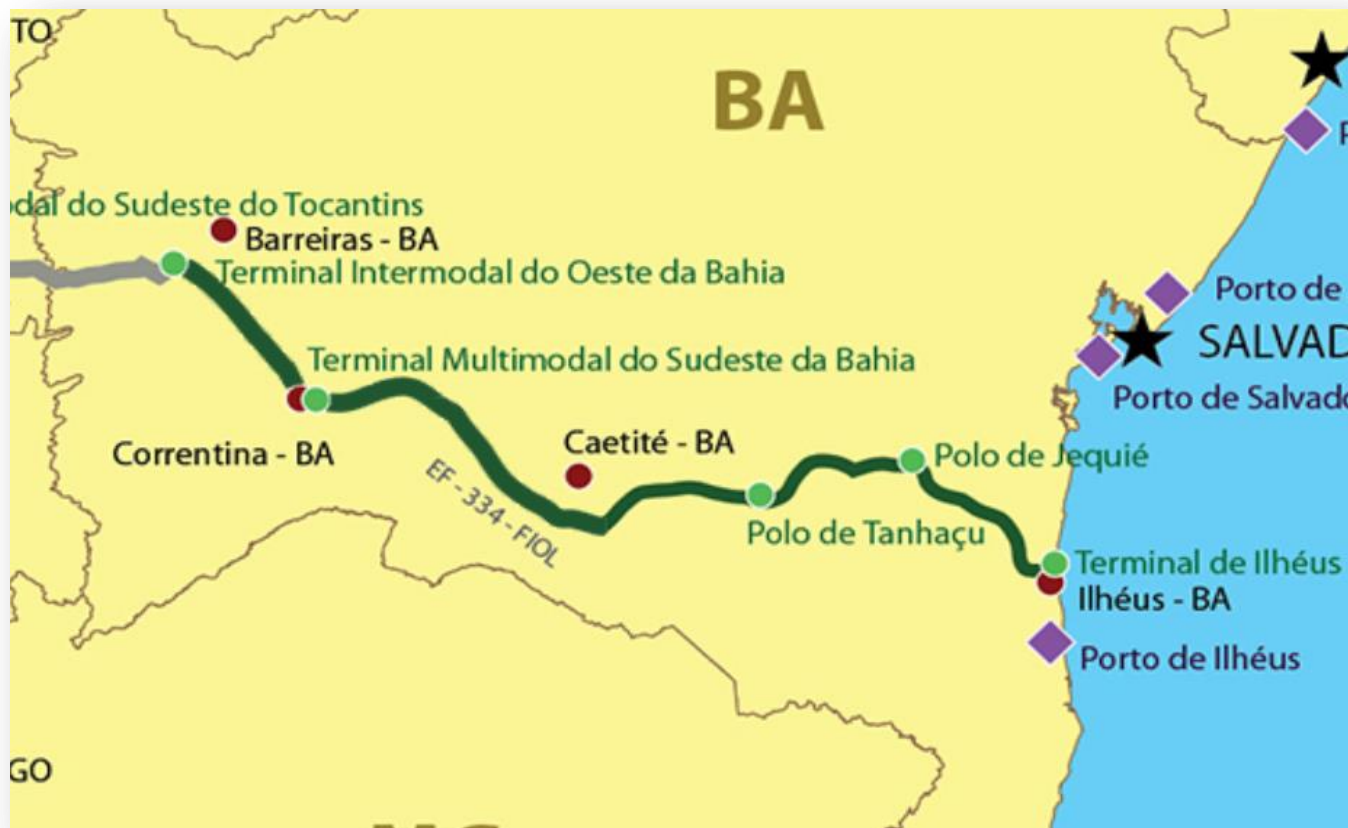 TO
BA
P
odal do Sudeste do Tocantins
Barreiras - BA
Terminal Intermodal do Oeste da Bahia
Porto de
SALVAD
Terminal Multimodal do Sudeste da Bahia
Porto de Salvado
Correntina - BA
Caetité - BA
EF - 334 - FIOL
Polo de Jequié
Polo de Tanhaçu
Terminal de Ilhéus
Ilhéus - BA
Porto de Ilhéus
GO